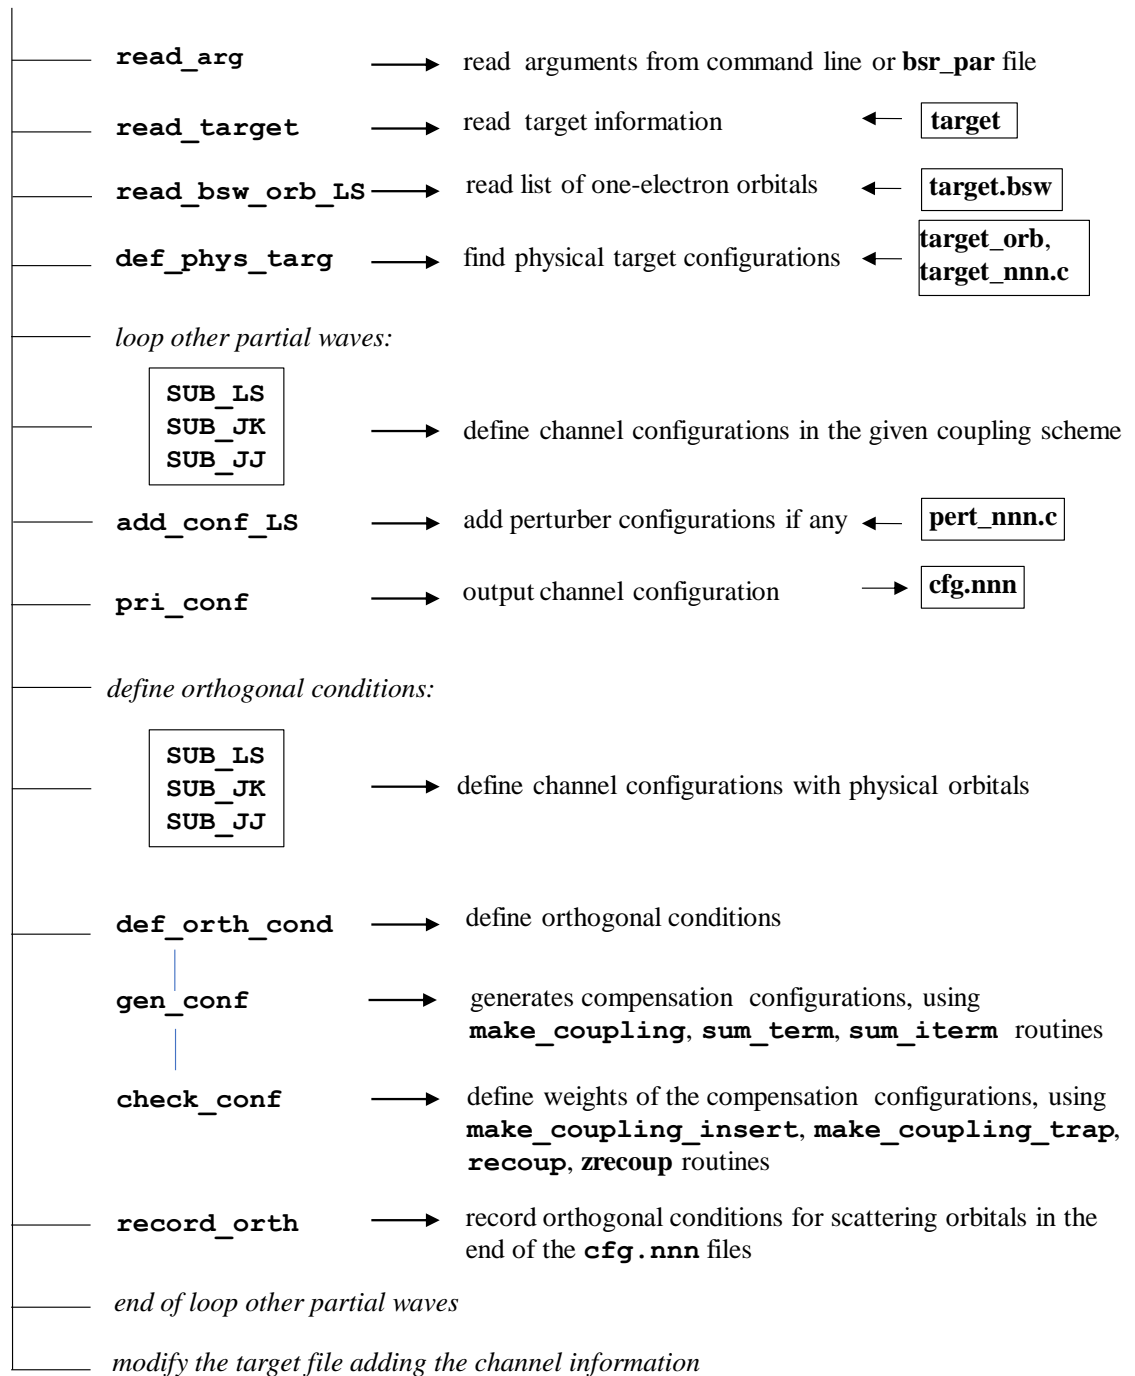 read_arg read arguments from command line or bsr_par file
read_target read target information target
read_bsw_orb_LS read list of one-electron orbitals target.bsw
def_phys_targ find physical target configurations target_orb,
target_nnn.c
loop other partial waves:
SUB_LS
SUB_JK define channel configurations in the given coupling scheme
SUB_JJ
add_conf_LS add perturber configurations if any pert_nnn.c
pri_conf output channel configuration cfg.nnn
define orthogonal conditions:
SUB_LS
SUB_JK define channel configurations with physical orbitals
SUB_JJ
def_orth_cond define orthogonal conditions
gen_conf generates compensation configurations, using
make_coupling, sum_term, sum_iterm routines
check_conf define weights of the compensation configurations, using
make_coupling_insert, make_coupling_trap,
recoup, zrecoup routines
record_orth record orthogonal conditions for scattering orbitals in the
end of the cfg.nnn files
end of loop other partial waves
modify the target file adding the channel information